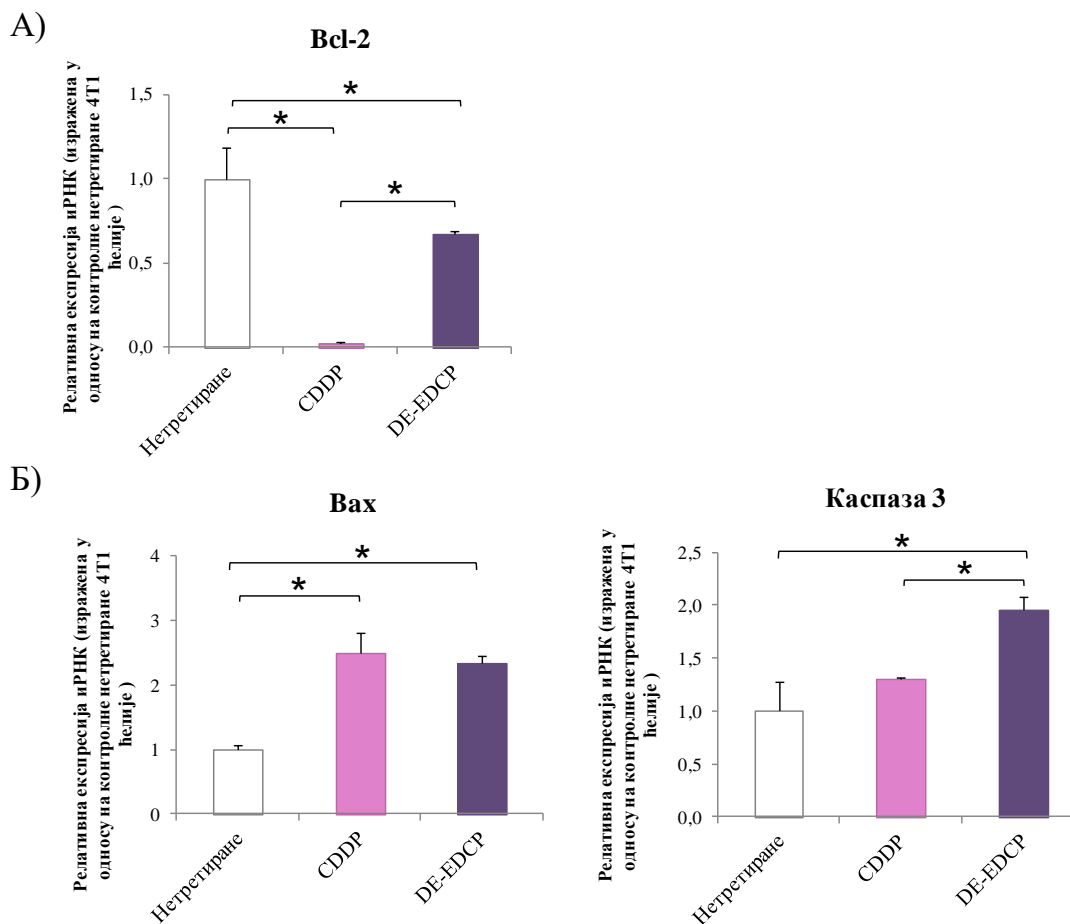 А)
Bcl-2
Релативна експресија иРНК (изражена у
односу на контролне нетретиране 4Т1
ћелије )
1,5
1,0
0,5
0,0
*
*
*
Нетретиране
CDDP
DE-EDCP
Б)
Bax
Релативна експресија иРНК (изражена у
односу на контролне нетретиране 4Т1
ћелије )
4
3
2
1
0
*
*
Нетретиране
CDDP
DE-EDCP
Каспаза 3
Релативна експресија иРНК (изражена у
односу на контролне нетретиране 4Т1
ћелије )
2,5
2,0
1,5
1,0
0,5
0,0
*
*
Нетретиране
CDDP
DE-EDCP